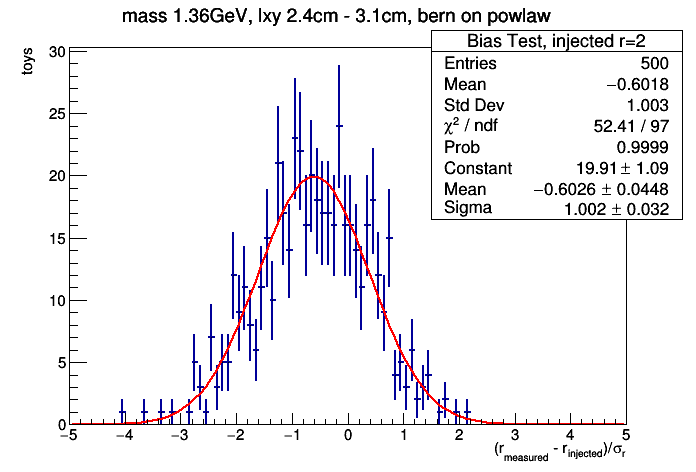 mass 1.36GeV, lxy 2.4cm - 3.1cm, bern on powlaw
Bias Test, injected r=2
Entries 500
Mean −0.6018
Std Dev 1.003
χ² / ndf 52.41 / 97
Prob 0.9999
Constant 19.91 ± 1.09
Mean −0.6026 ± 0.0448
Sigma 1.002 ± 0.032
toys
30
25
20
15
10
5
0
−5 −4 −3 −2 −1 0 1 2 3 4 5
(r_measured - r_injected)/σ_r